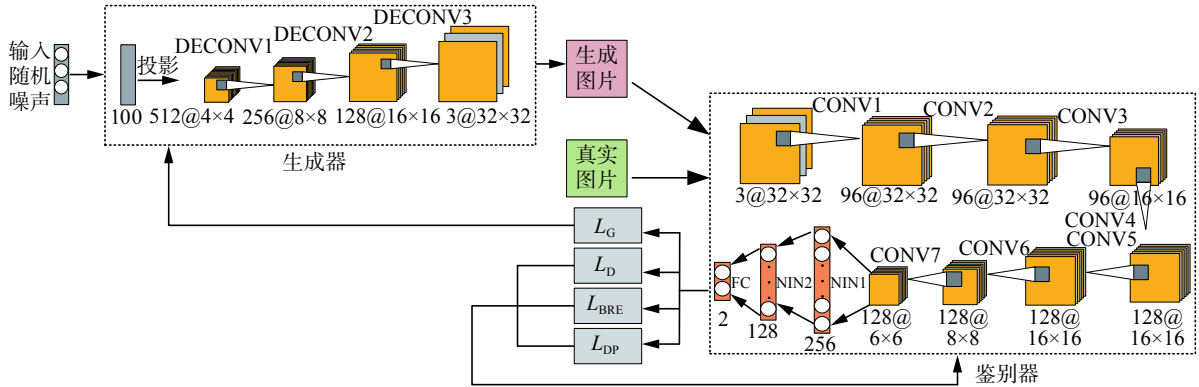 输入
随机
噪声
投影
100
DECONV1
DECONV2
DECONV3
512@4×4
256@8×8
128@16×16
3@32×32
生成器
生成
图片
真实
图片
CONV1
CONV2
CONV3
3@32×32
96@32×32
96@32×32
96@16×16
CONV4
CONV5
CONV6
CONV7
128@
16×16
128@
16×16
128@
8×8
128@
6×6
NIN1
256
NIN2
128
FC
2
鉴别器
L_G
L_D
L_BRE
L_DP